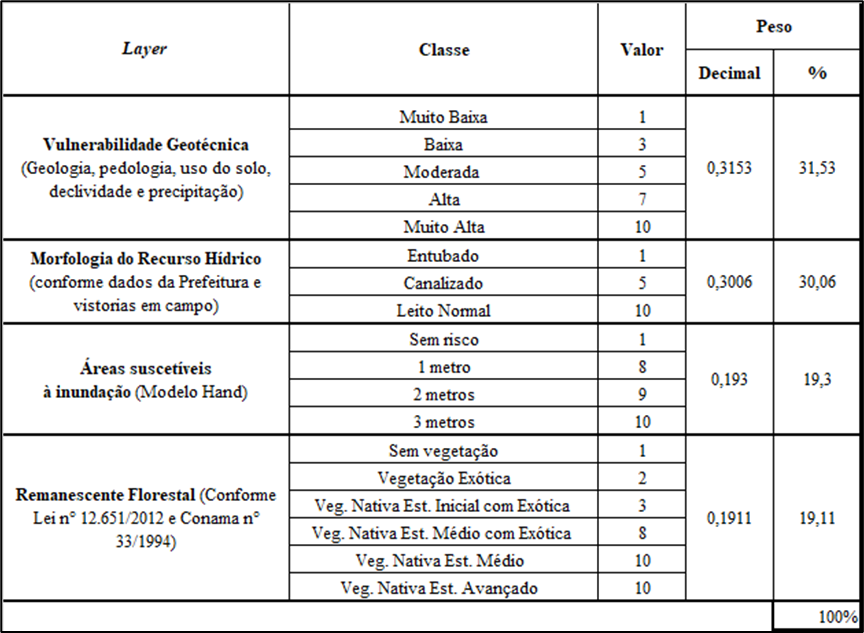 Layer Classe Valor Peso
Decimal %
Vulnerabilidade Geotécnica
(Geologia, pedologia, uso do solo,
declividade e precipitação)
Muito Baixa 1
Baixa 3
Moderada 5
Alta 7
Muito Alta 10
0,3153 31,53
Morfologia do Recurso Hídrico
(conforme dados da Prefeitura e
vistorias em campo)
Entubado 1
Canalizado 5
Leito Normal 10
0,3006 30,06
Áreas suscetíveis
à inundação (Modelo Hand)
Sem risco 1
1 metro 8
2 metros 9
3 metros 10
0,193 19,3
Remanescente Florestal (Conforme
Lei n° 12.651/2012 e Conama n°
33/1994)
Sem vegetação 1
Vegetação Exótica 2
Veg. Nativa Est. Inicial com Exótica 3
Veg. Nativa Est. Médio com Exótica 8
Veg. Nativa Est. Médio 10
Veg. Nativa Est. Avançado 10
0,1911 19,11
100%